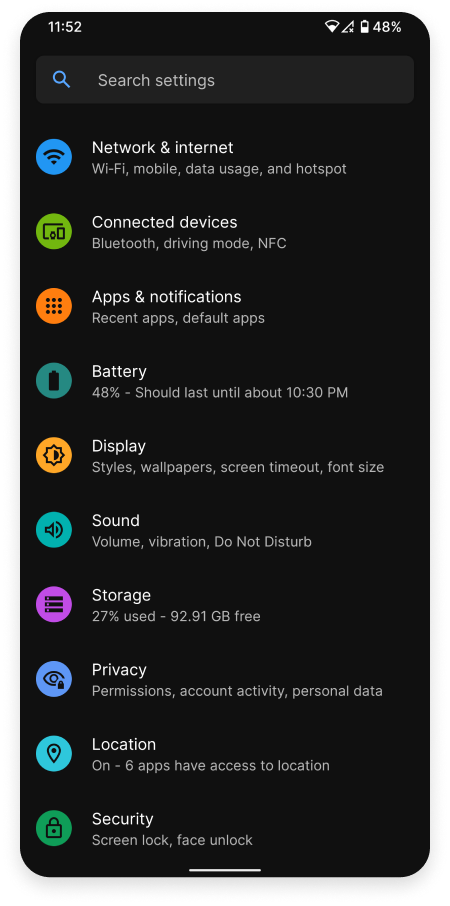 11:52
48%
Search settings
Network & internet
Wi-Fi, mobile, data usage, and hotspot
Connected devices
Bluetooth, driving mode, NFC
Apps & notifications
Recent apps, default apps
Battery
48% - Should last until about 10:30 PM
Display
Styles, wallpapers, screen timeout, font size
Sound
Volume, vibration, Do Not Disturb
Storage
27% used - 92.91 GB free
Privacy
Permissions, account activity, personal data
Location
On - 6 apps have access to location
Security
Screen lock, face unlock